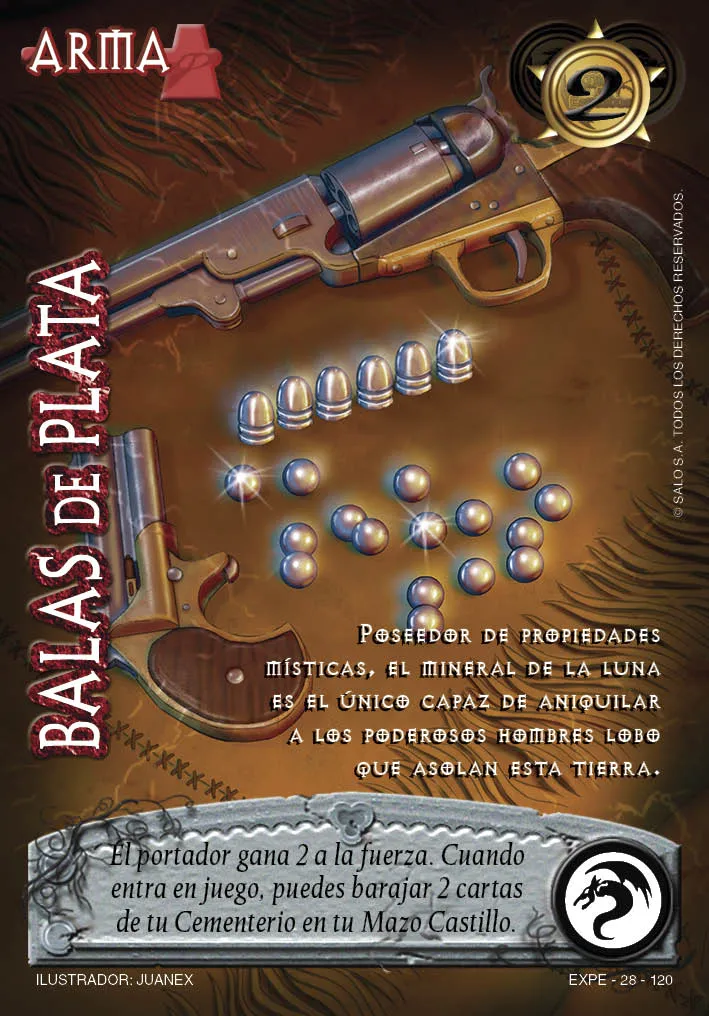 ARMA
2
BALAS DE PLATA
© SALO S.A. TODOS LOS DERECHOS RESERVADOS.
POSEEDOR DE PROPIEDADES
MÍSTICAS, EL MINERAL DE LA LUNA
ES EL ÚNICO CAPAZ DE ANIQUILAR
A LOS PODEROSOS HOMBRES LOBO
QUE ASOLAN ESTA TIERRA.
El portador gana 2 a la fuerza. Cuando
entra en juego, puedes barajar 2 cartas
de tu Cementerio en tu Mazo Castillo.
ILUSTRADOR: JUANEX
EXPE - 28 - 120